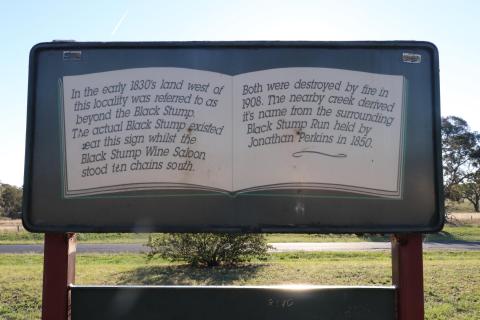 In the early 1830's land west of
this locality was referred to as
beyond the Black Stump.
The actual Black Stump existed
near this sign whilst the
Black Stump Wine Saloon
stood ten chains south.
Both were destroyed by fire in
1908. The nearby creek derived
it's name from the surrounding
Black Stump Run held by
Jonathan Perkins in 1850.